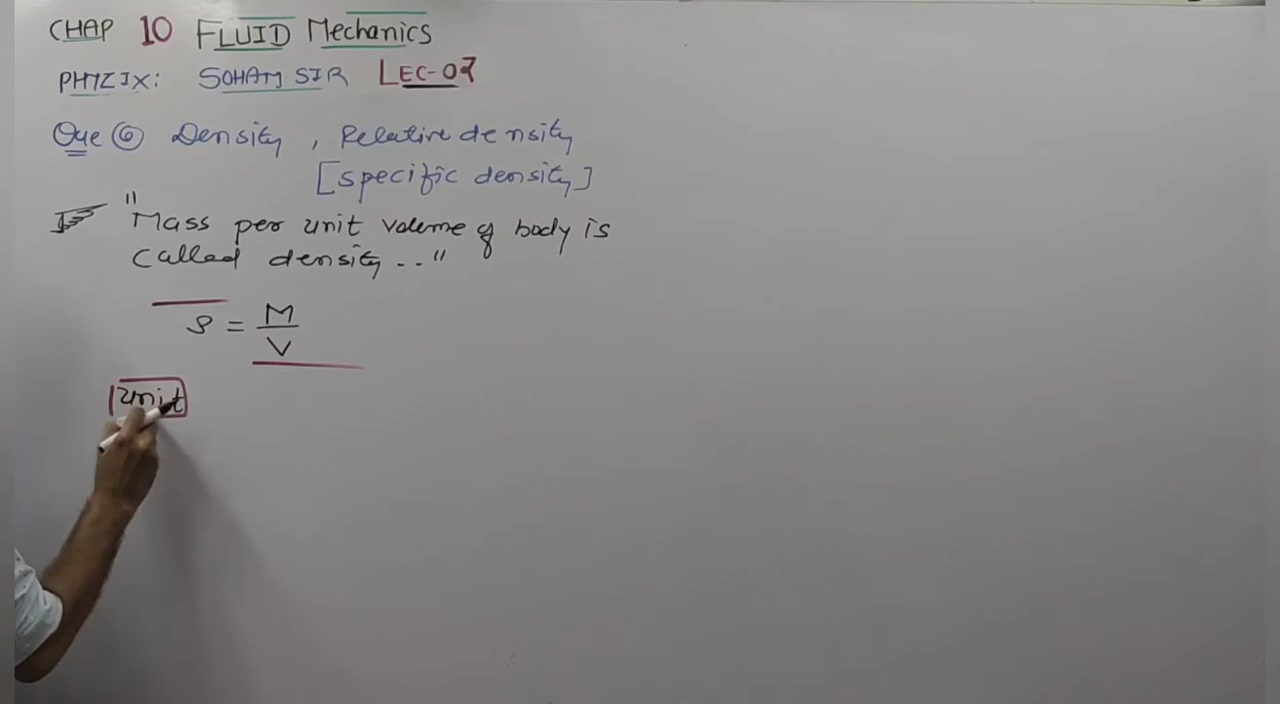 CHAP 10 FLUID Mechanics
PHYZIX: SOHAM SIR LEC-07
Que ⑥ Density, Relative density
[specific density]
"Mass per unit volume of body is
called density.."
ρ = M/V
Unit